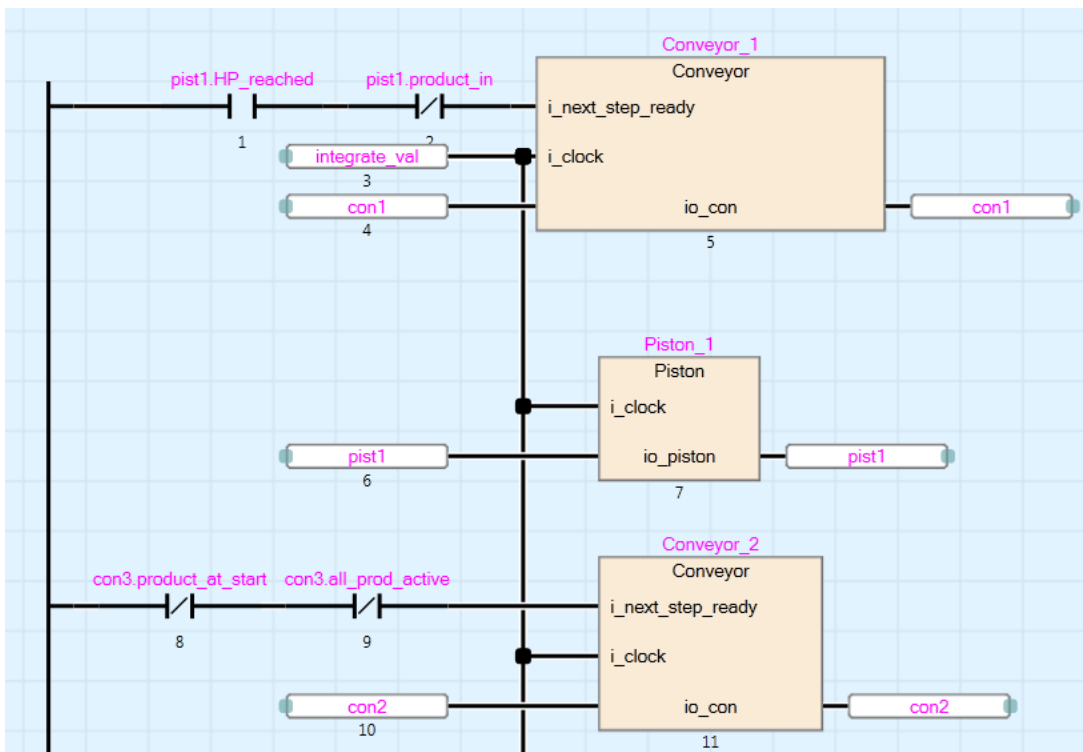 Conveyor_1
Conveyor
pist1.HP_reached
pist1.product_in
i_next_step_ready
1
2
integrate_val
i_clock
3
con1
io_con
con1
4
5
Piston_1
Piston
i_clock
pist1
io_piston
pist1
6
7
Conveyor_2
Conveyor
con3.product_at_start
con3.all_prod_active
i_next_step_ready
8
9
i_clock
con2
io_con
con2
10
11